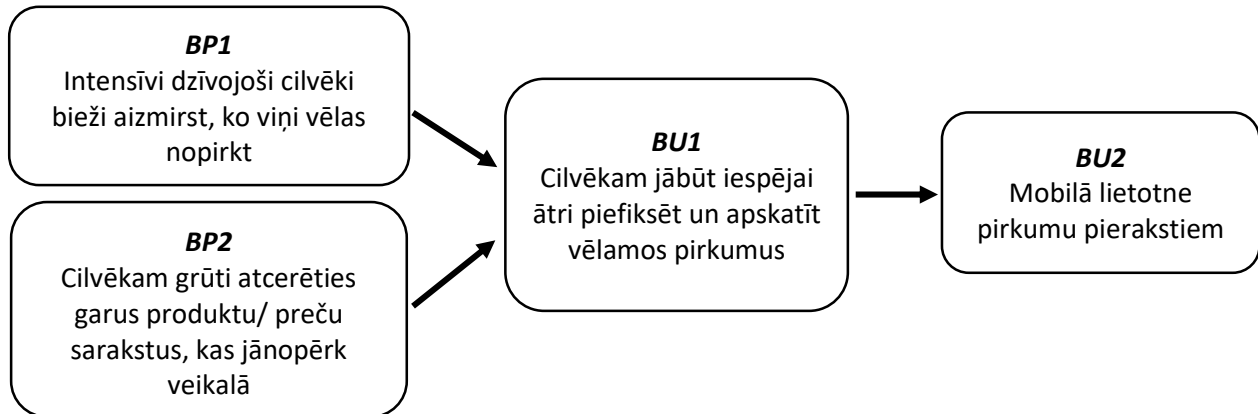 BP1
Intensīvi dzīvojoši cilvēki
bieži aizmirst, ko viņi vēlas
nopirkt
BP2
Cilvēkam grūti atcerēties
garus produktu/ preču
sarakstus, kas jānopērk
veikalā
BU1
Cilvēkam jābūt iespējai
ātri piefiksēt un apskatīt
vēlamos pirkumus
BU2
Mobilā lietotne
pirkumu pierakstiem